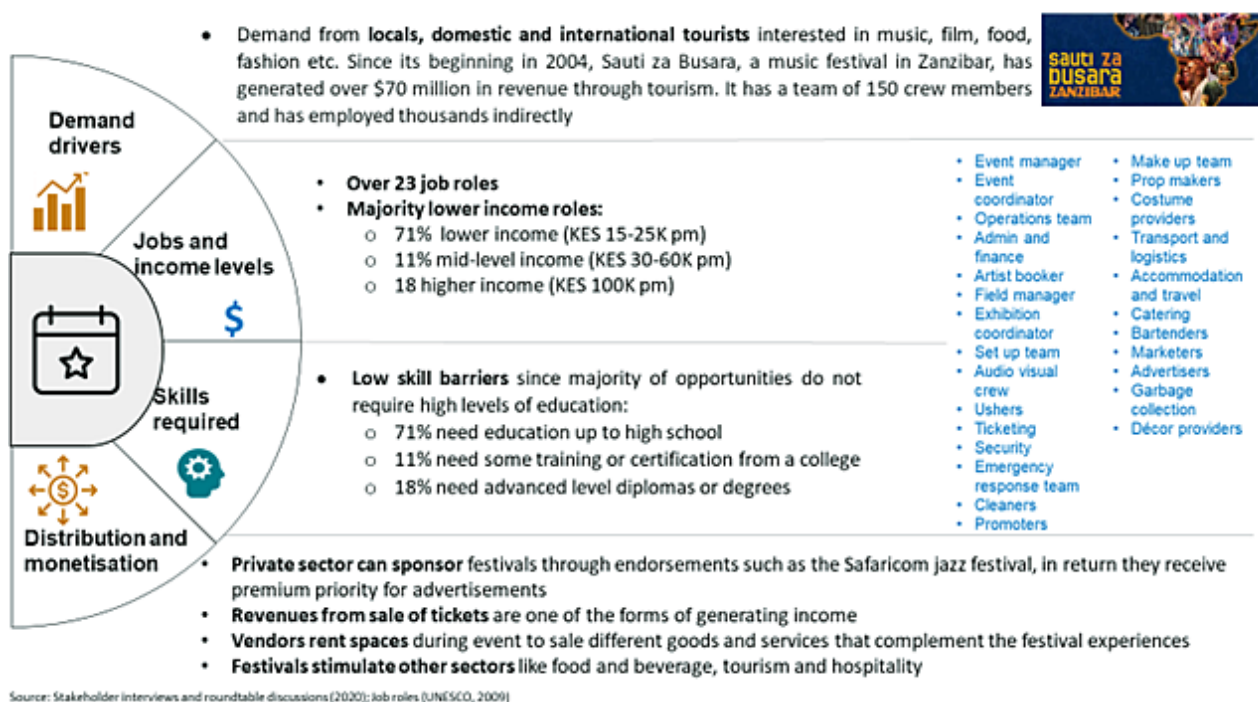 • Demand from locals, domestic and international tourists interested in music, film, food,
fashion etc. Since its beginning in 2004, Sauti za Busara, a music festival in Zanzibar, has
generated over $70 million in revenue through tourism. It has a team of 150 crew members
and has employed thousands indirectly
sauti za
busara
ZANZIBAR
Demand
drivers
Jobs and
income levels
$
• Over 23 job roles
• Majority lower income roles:
o 71% lower income (KES 15-25K pm)
o 11% mid-level income (KES 30-60K pm)
o 18 higher income (KES 100K pm)
• Event manager
• Event
coordinator
• Operations team
• Admin and
finance
• Artist booker
• Field manager
• Exhibition
coordinator
• Set up team
• Audio visual
crew
• Ushers
• Ticketing
• Security
• Emergency
response team
• Cleaners
• Promoters
• Make up team
• Prop makers
• Costume
providers
• Transport and
logistics
• Accommodation
and travel
• Catering
• Bartenders
• Marketers
• Advertisers
• Garbage
collection
• Décor providers
Skills
required
• Low skill barriers since majority of opportunities do not
require high levels of education:
o 71% need education up to high school
o 11% need some training or certification from a college
o 18% need advanced level diplomas or degrees
$
Distribution and
monetisation
• Private sector can sponsor festivals through endorsements such as the Safaricom jazz festival, in return they receive
premium priority for advertisements
• Revenues from sale of tickets are one of the forms of generating income
• Vendors rent spaces during event to sale different goods and services that complement the festival experiences
• Festivals stimulate other sectors like food and beverage, tourism and hospitality
Source: Stakeholder interviews and roundtable discussions (2020); Job roles (UNESCO, 2009)